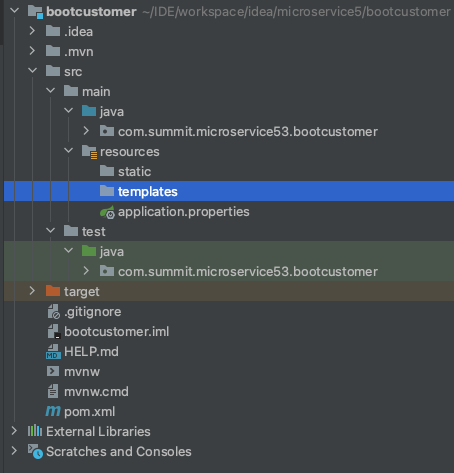 bootcustomer ~/IDE/workspace/idea/microservice5/bootcustomer
.idea
.mvn
src
main
java
com.summit.microservice53.bootcustomer
resources
static
templates
application.properties
test
java
com.summit.microservice53.bootcustomer
target
.gitignore
bootcustomer.iml
HELP.md
mvnw
mvnw.cmd
pom.xml
External Libraries
Scratches and Consoles